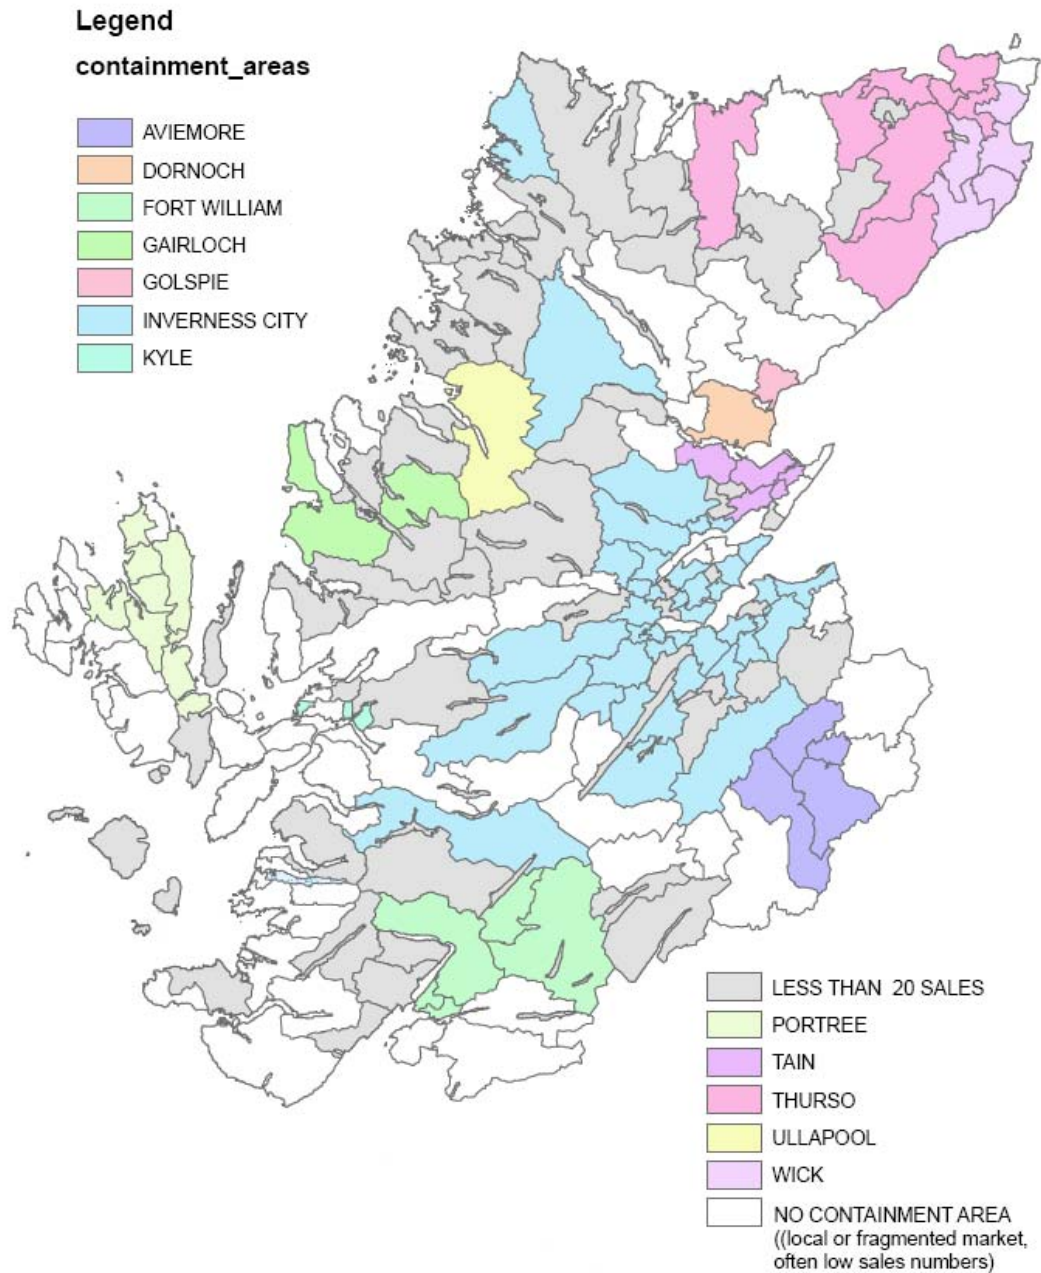 Legend
containment_areas
AVIEMORE
DORNOCH
FORT WILLIAM
GAIRLOCH
GOLSPIE
INVERNESS CITY
KYLE
LESS THAN  20 SALES
PORTREE
TAIN
THURSO
ULLAPOOL
WICK
NO CONTAINMENT AREA
((local or fragmented market,
often low sales numbers)